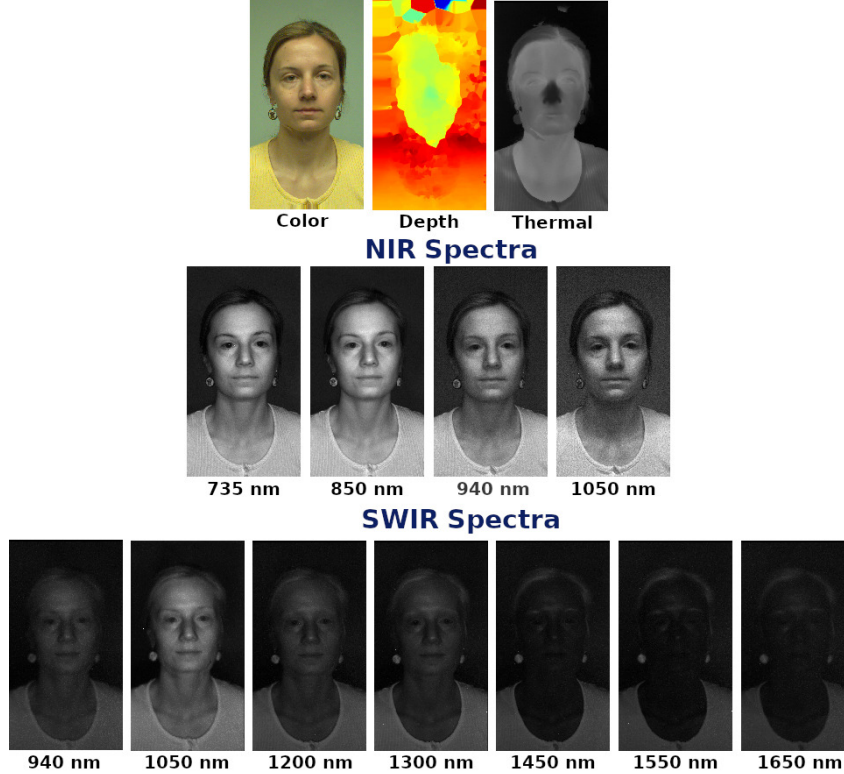 Color Depth Thermal
NIR Spectra
735 nm 850 nm 940 nm 1050 nm
SWIR Spectra
940 nm 1050 nm 1200 nm 1300 nm 1450 nm 1550 nm 1650 nm